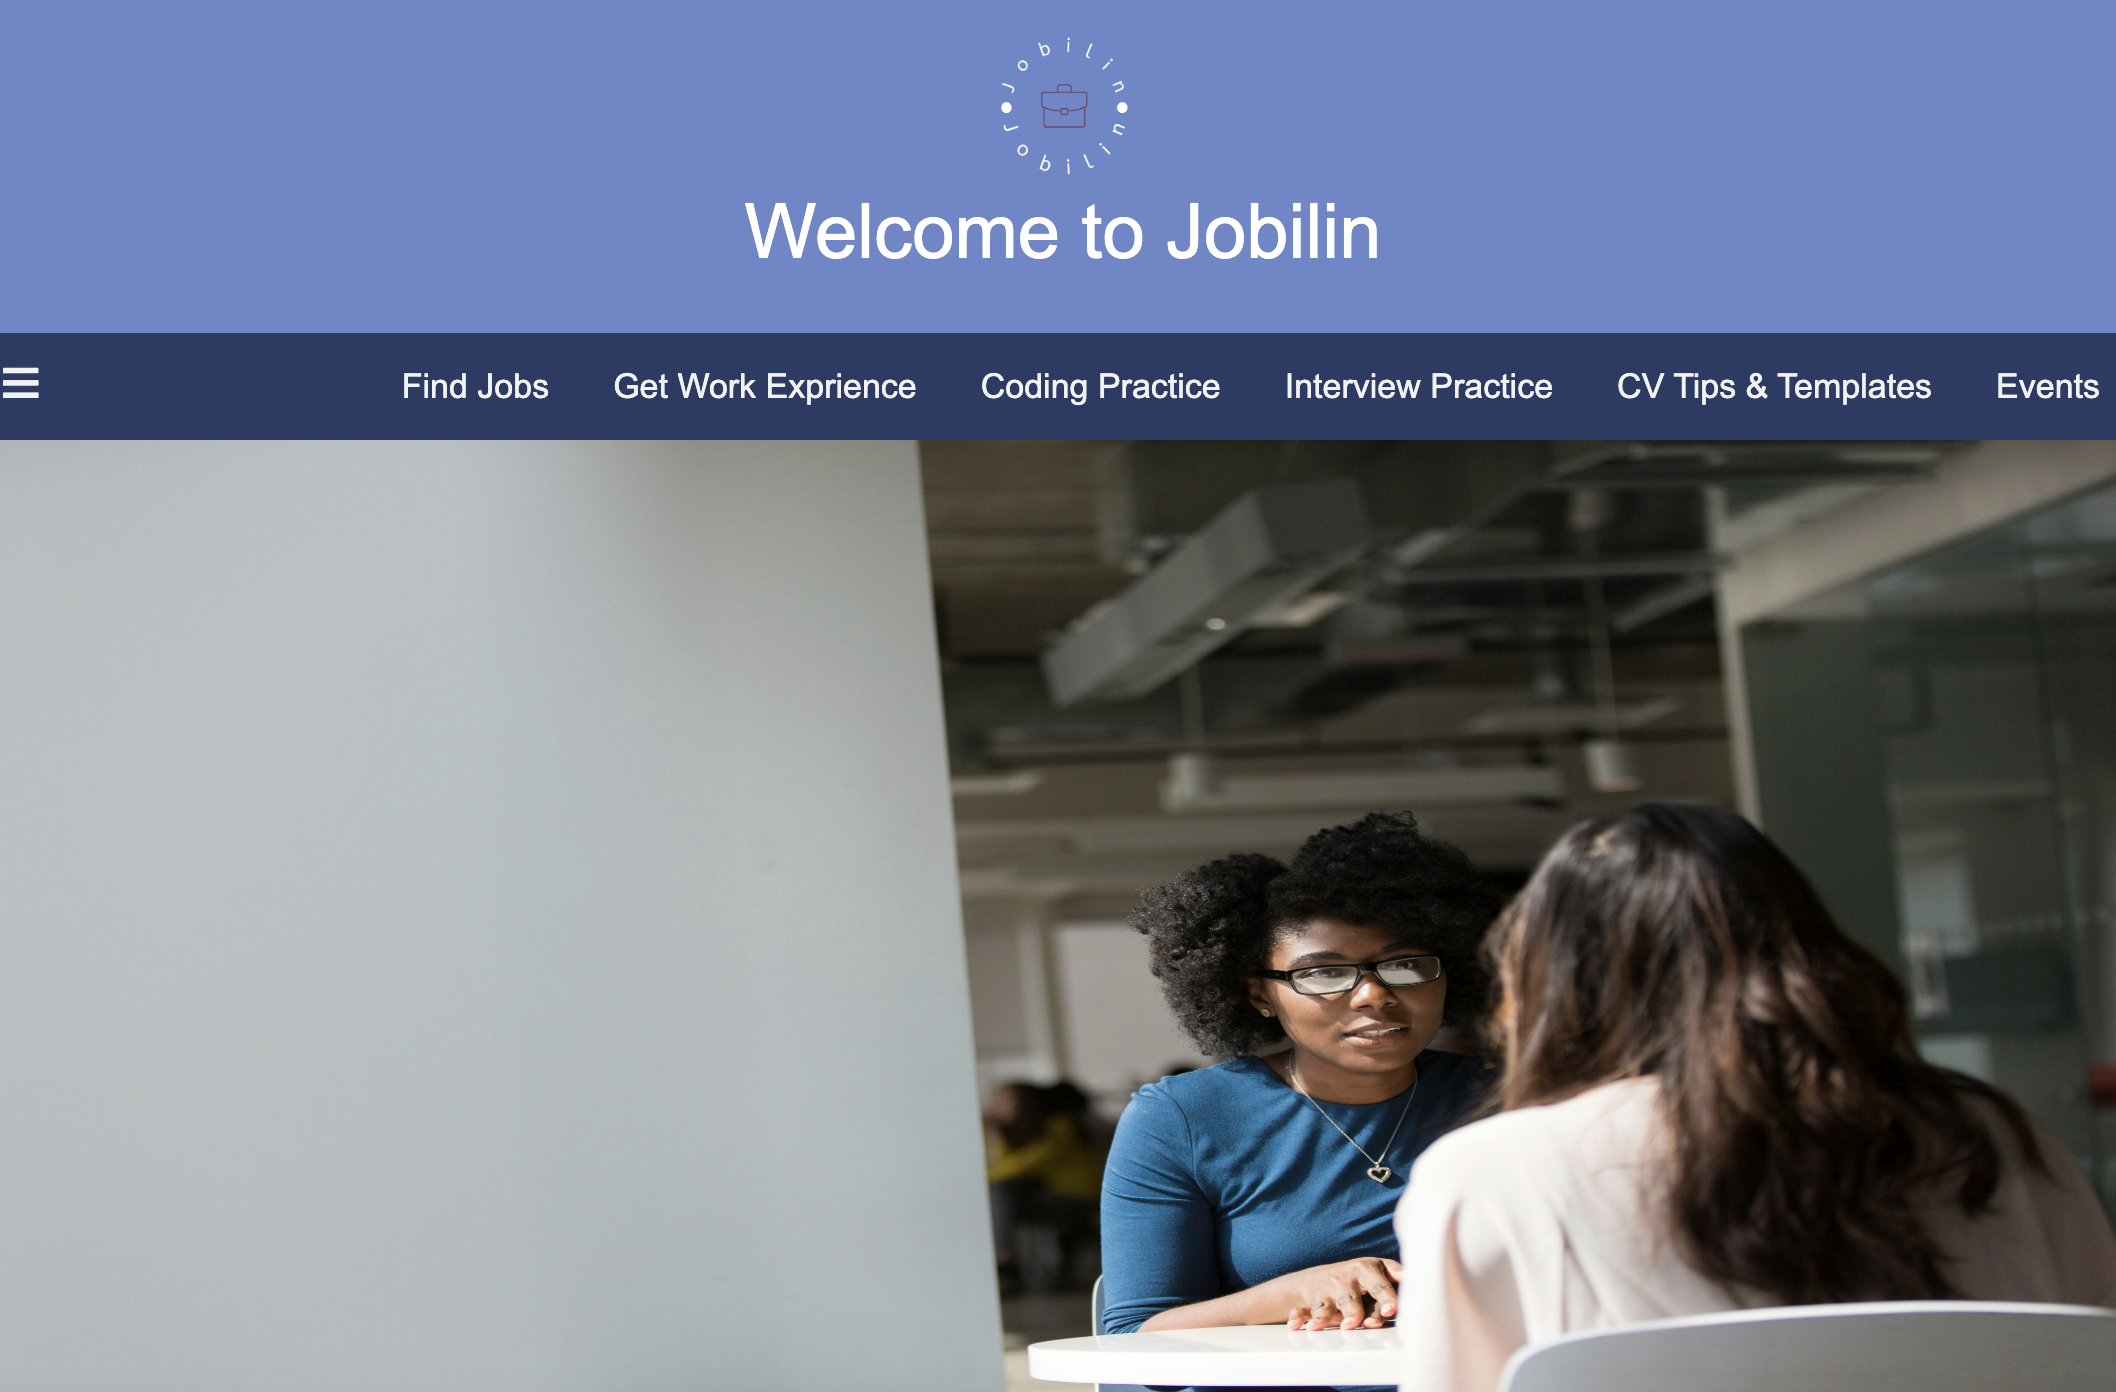 Jobilin
Jobilin
Welcome to Jobilin
Find Jobs Get Work Exprience Coding Practice Interview Practice CV Tips & Templates Events